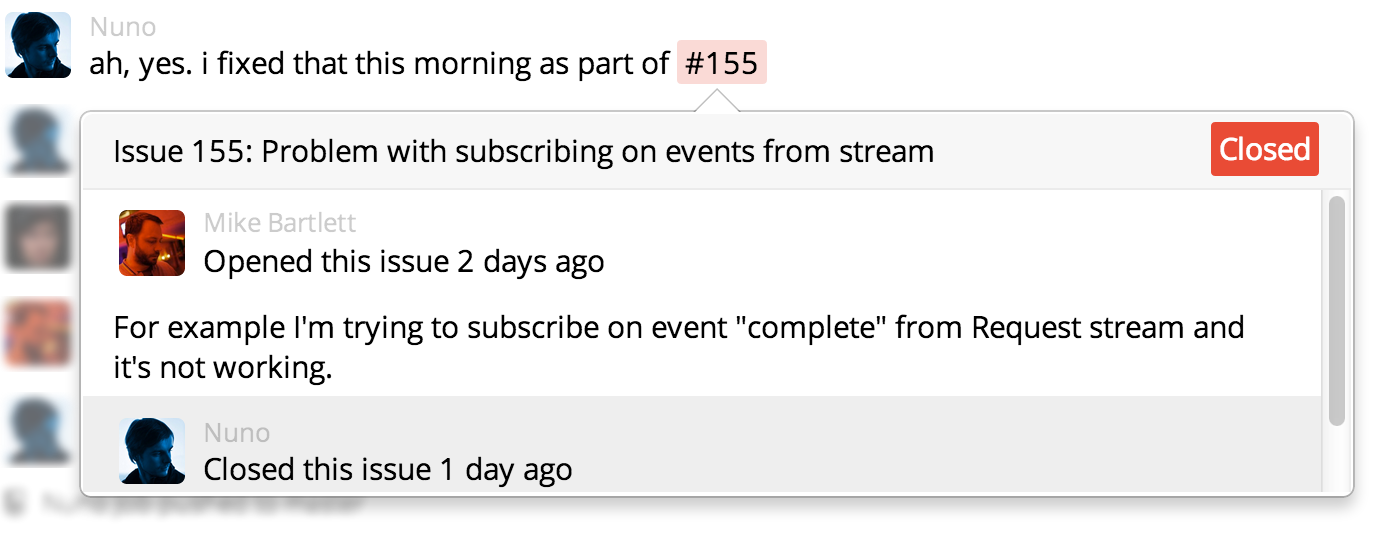 Nuno
ah, yes. i fixed that this morning as part of #155
Issue 155: Problem with subscribing on events from stream
Closed
Mike Bartlett
Opened this issue 2 days ago
For example I'm trying to subscribe on event "complete" from Request stream and
it's not working.
Nuno
Closed this issue 1 day ago